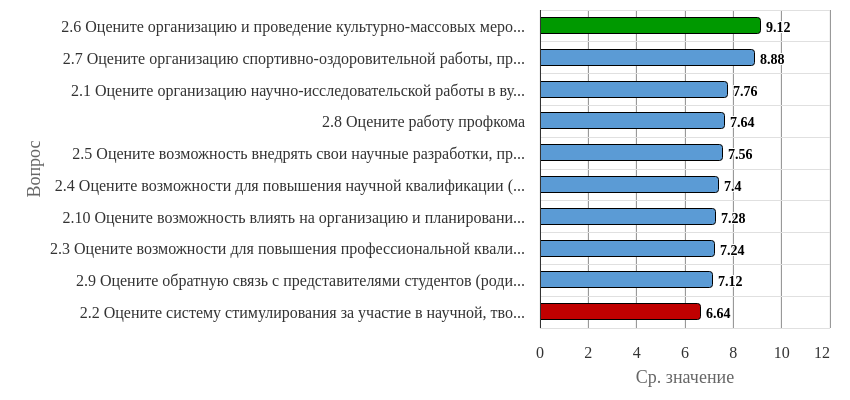 2.6 Оцените организацию и проведение культурно-массовых меро... 9.12
2.7 Оцените организацию спортивно-оздоровительной работы, пр... 8.88
2.1 Оцените организацию научно-исследовательской работы в ву... 7.76
2.8 Оцените работу профкома 7.64
2.5 Оцените возможность внедрять свои научные разработки, пр... 7.56
2.4 Оцените возможности для повышения научной квалификации (... 7.4
2.10 Оцените возможность влиять на организацию и планировани... 7.28
2.3 Оцените возможности для повышения профессиональной квали... 7.24
2.9 Оцените обратную связь с представителями студентов (роди... 7.12
2.2 Оцените систему стимулирования за участие в научной, тво... 6.64
Вопрос
0 2 4 6 8 10 12
Ср. значение